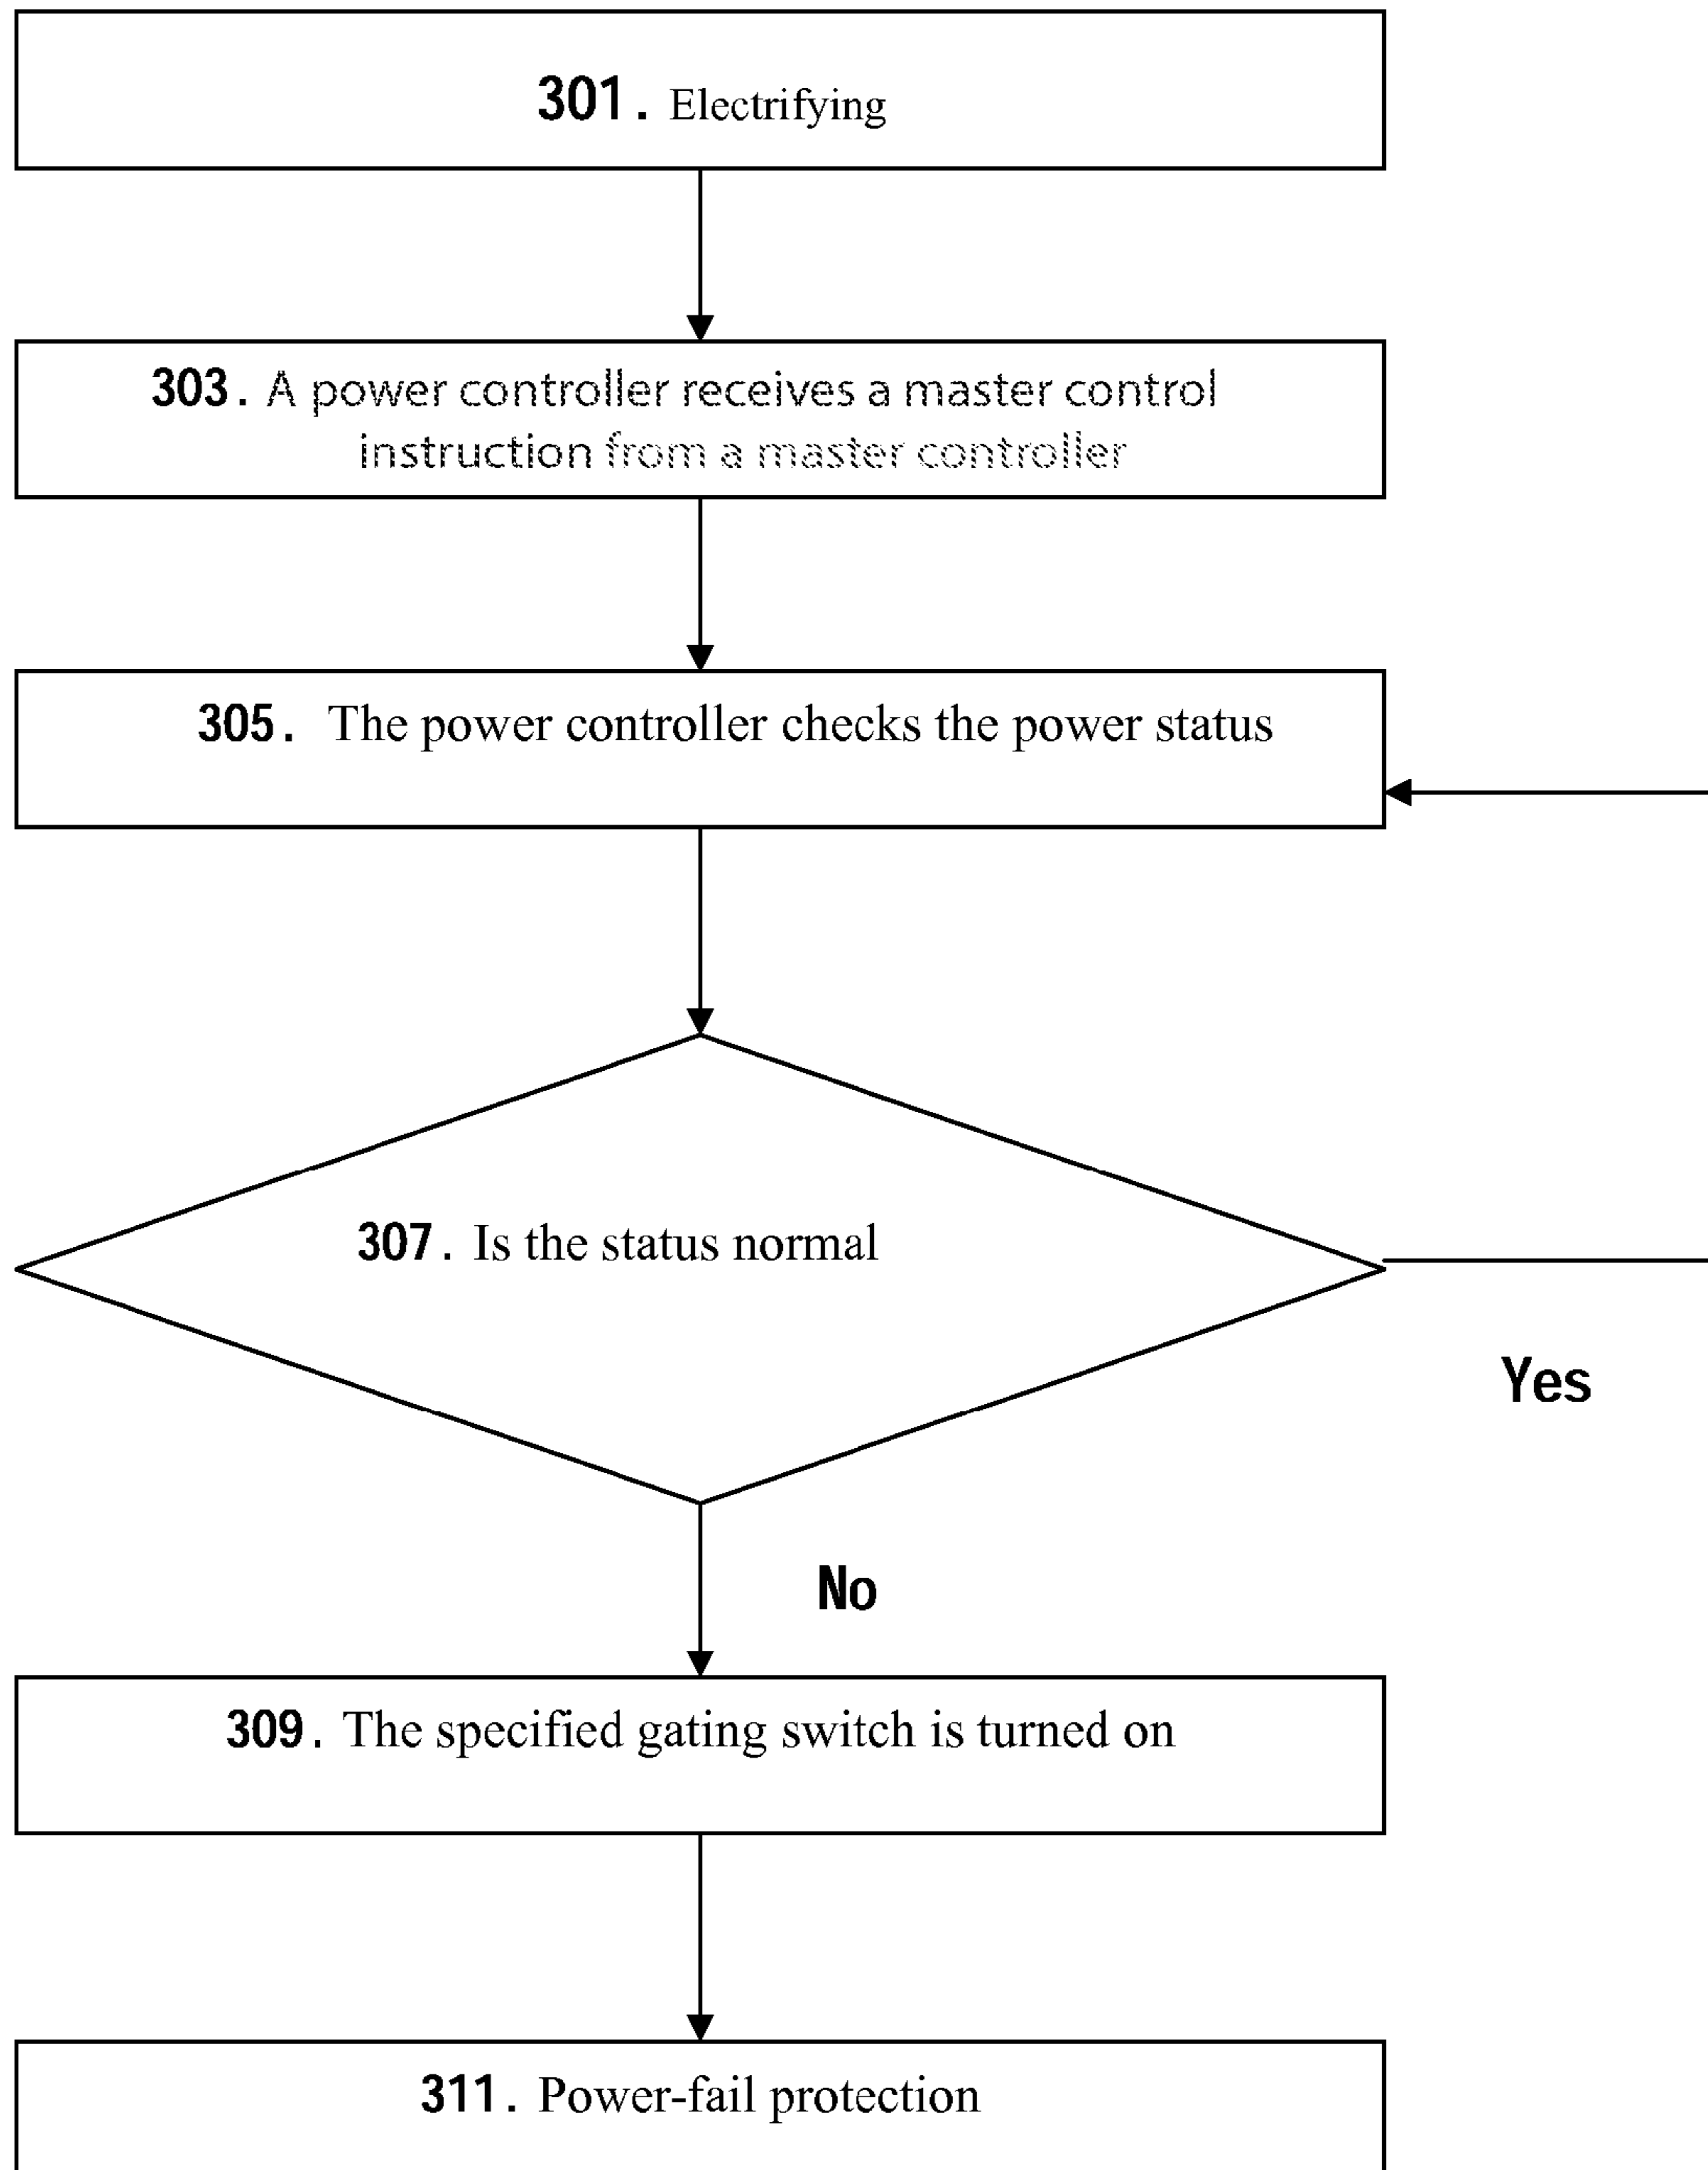 301. Electrifying
303. A power controller receives a master control
instruction from a master controller
305. The power controller checks the power status
307. Is the status normal
Yes
No
309. The specified gating switch is turned on
311. Power-fail protection